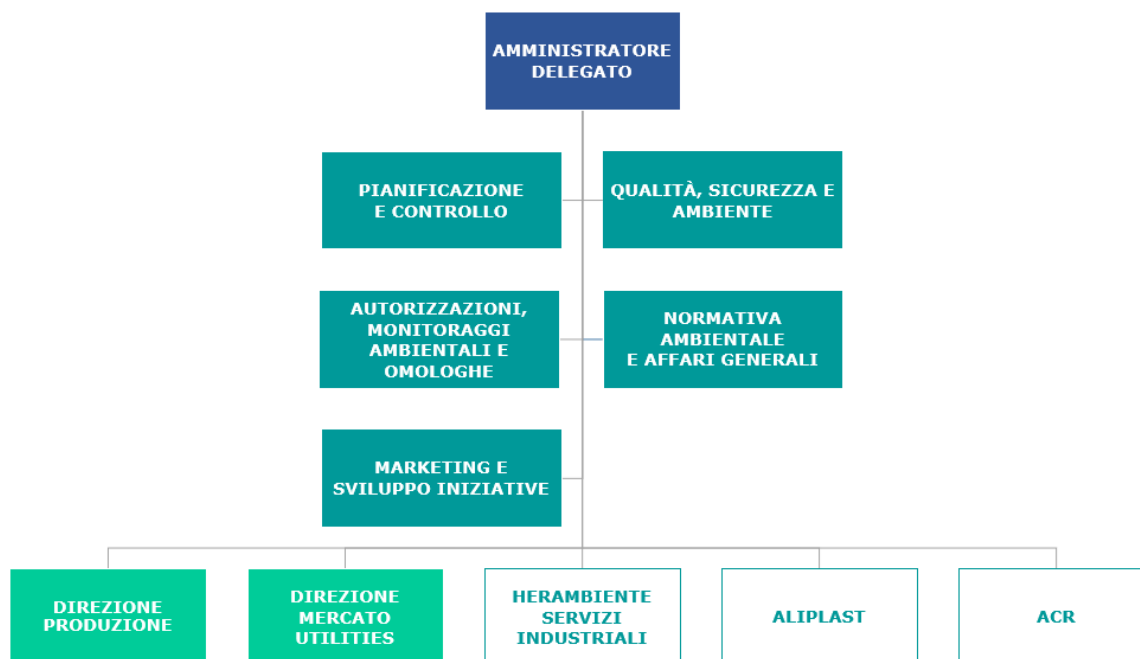 AMMINISTRATORE
DELEGATO
PIANIFICAZIONE
E CONTROLLO
QUALITÀ, SICUREZZA E
AMBIENTE
AUTORIZZAZIONI,
MONITORAGGI
AMBIENTALI E
OMOLOGHE
NORMATIVA
AMBIENTALE
E AFFARI GENERALI
MARKETING E
SVILUPPO INIZIATIVE
DIREZIONE
PRODUZIONE
DIREZIONE
MERCATO
UTILITIES
HERAMBIENTE
SERVIZI
INDUSTRIALI
ALIPLAST
ACR